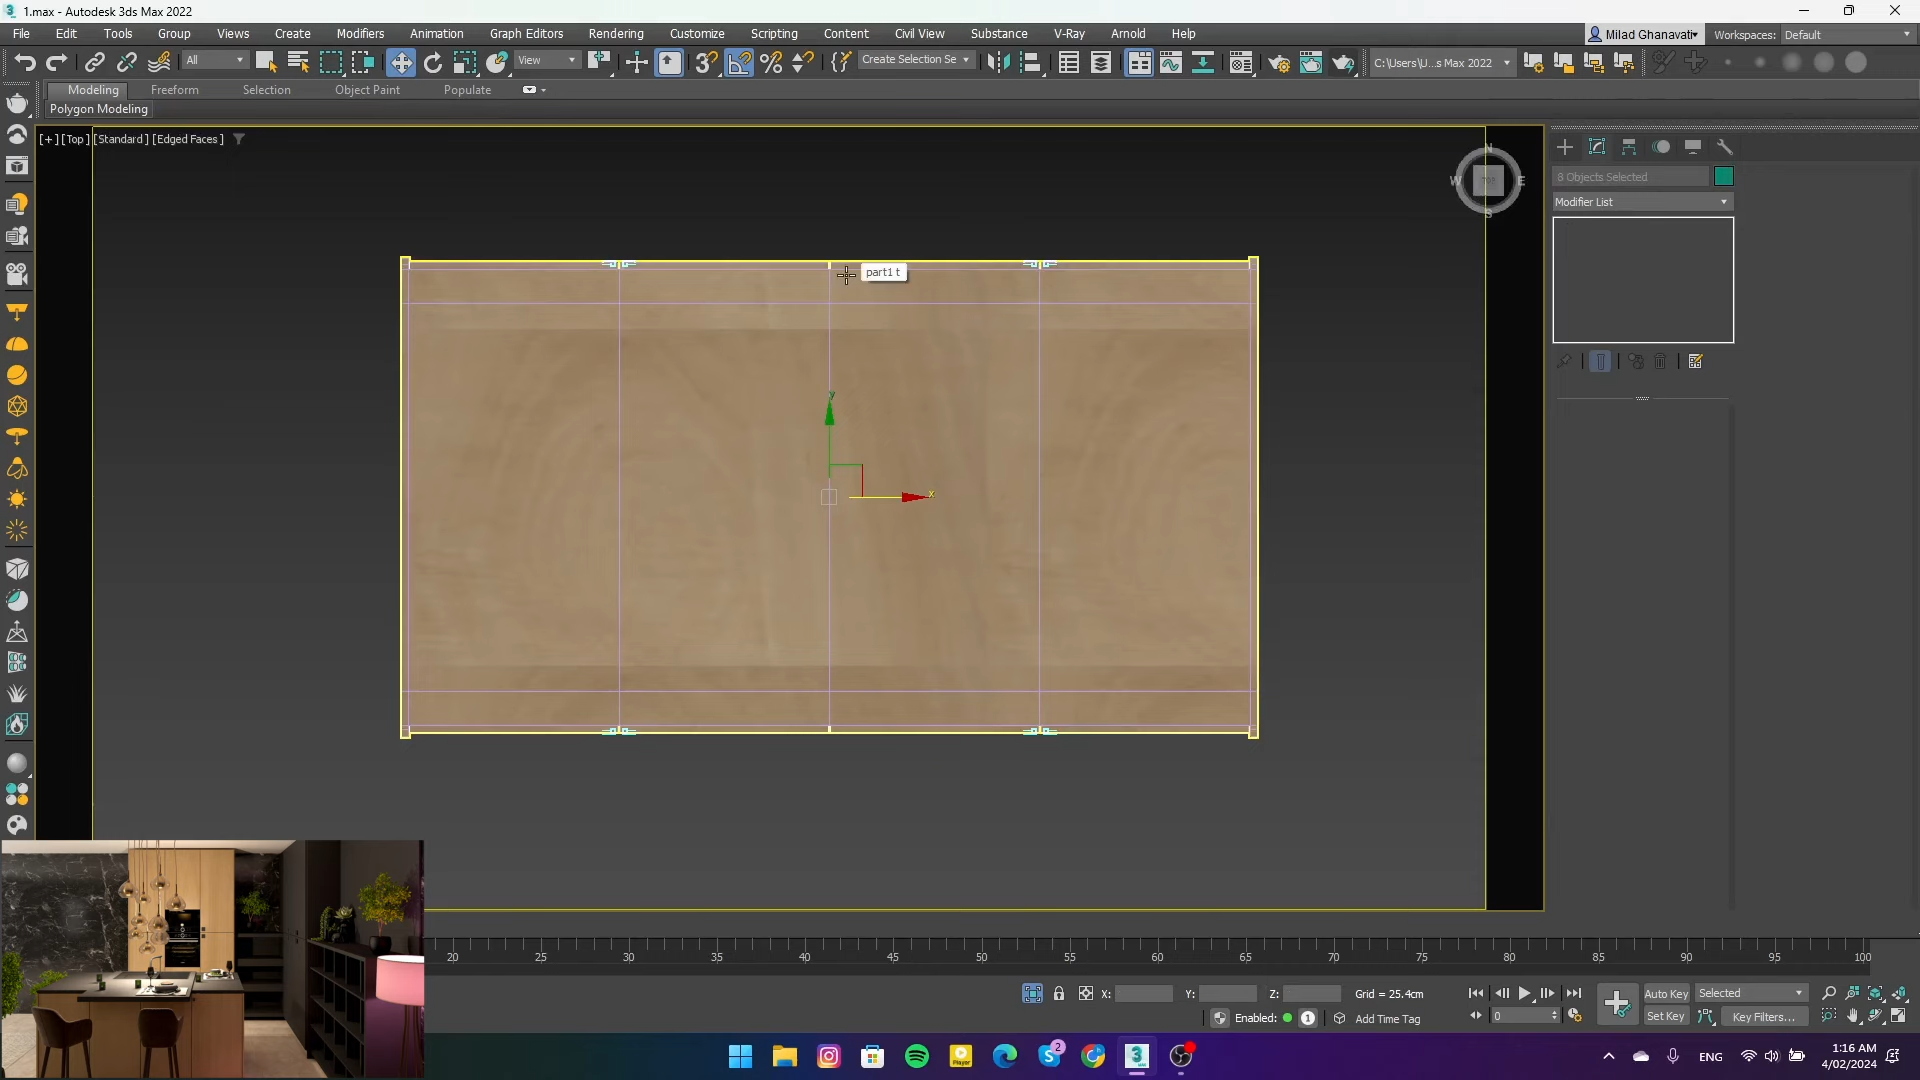 1.max - Autodesk 3ds Max 2022
File Edit Tools Group Views Create Modifiers Animation Graph Editors Rendering Customize Scripting Content Civil View Substance V-Ray Arnold Help
Milad Ghanavati Workspaces: Default
All View Create Selection Se C:\Users\U...s Max 2022
Modeling Freeform Selection Object Paint Populate
Polygon Modeling
[+] [Top] [Standard] [Edged Faces]
N
W E
S
8 Objects Selected
Modifier List
part1 t
y
x
20 25 30 35 40 45 50 55 60 65 70 75 80 85 90 95 100
X: Y: Z: Grid = 25.4cm Auto Key Selected
Enabled: 1 Add Time Tag 0 Set Key Key Filters...
2
Player
ENG
1:16 AM
4/02/2024